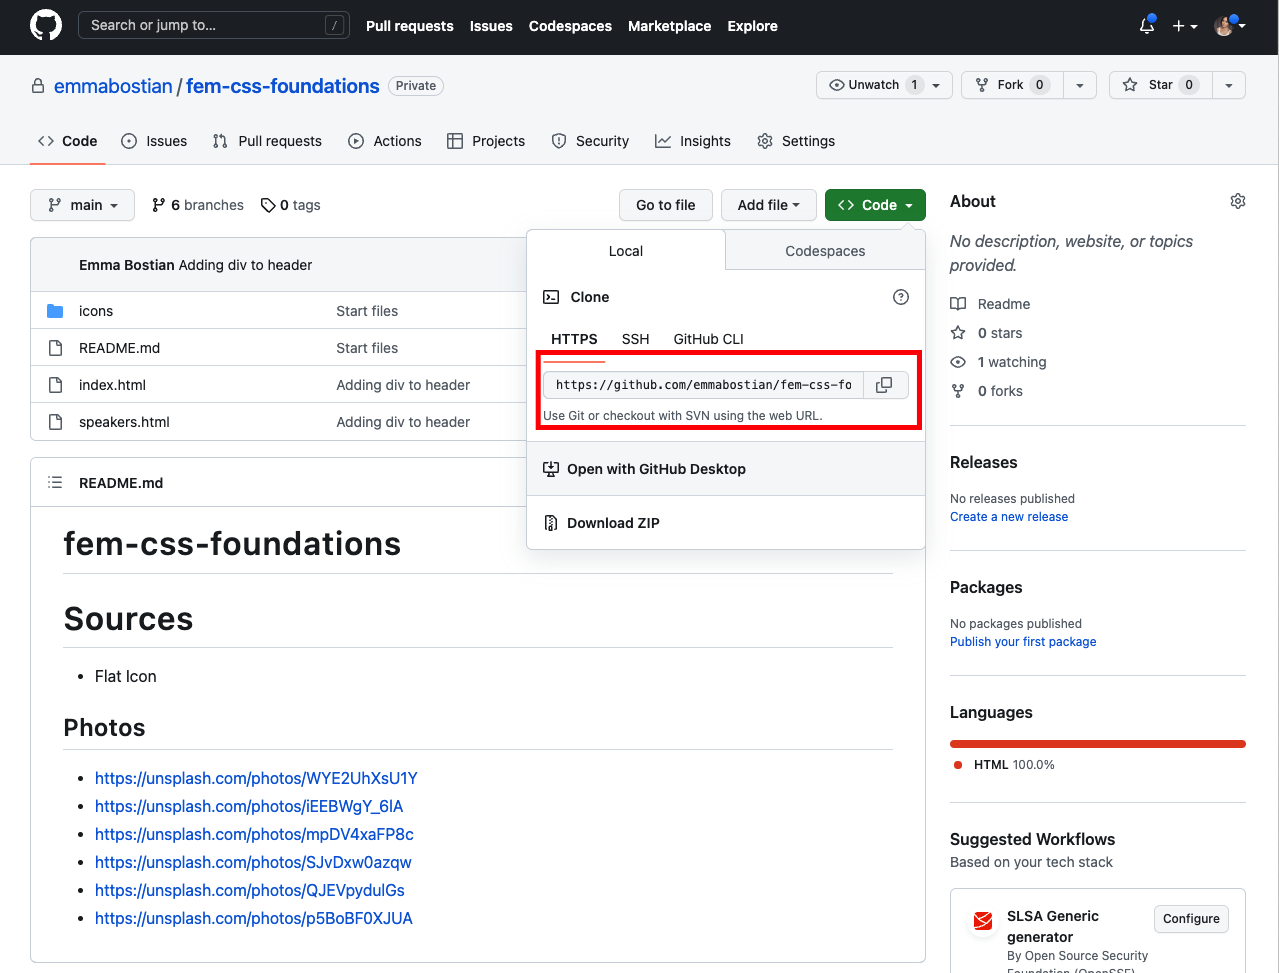 Search or jump to...
/
Pull requests
Issues
Codespaces
Marketplace
Explore
emmabostian / fem-css-foundations
Private
Unwatch 1
Fork 0
Star 0
Code
Issues
Pull requests
Actions
Projects
Security
Insights
Settings
main
6 branches
0 tags
Go to file
Add file
Code
Emma Bostian Adding div to header
icons
Start files
README.md
Start files
index.html
Adding div to header
speakers.html
Adding div to header
Local
Codespaces
Clone
HTTPS
SSH
GitHub CLI
https://github.com/emmabostian/fem-css-fo
Use Git or checkout with SVN using the web URL.
Open with GitHub Desktop
Download ZIP
README.md
fem-css-foundations
Sources
• Flat Icon
Photos
• https://unsplash.com/photos/WYE2UhXsU1Y
• https://unsplash.com/photos/iEEBWgY_6lA
• https://unsplash.com/photos/mpDV4xaFP8c
• https://unsplash.com/photos/SJvDxw0azqw
• https://unsplash.com/photos/QJEVpydulGs
• https://unsplash.com/photos/p5BoBF0XJUA
About
No description, website, or topics
provided.
Readme
0 stars
1 watching
0 forks
Releases
No releases published
Create a new release
Packages
No packages published
Publish your first package
Languages
HTML 100.0%
Suggested Workflows
Based on your tech stack
SLSA Generic
generator
Configure
By Open Source Security
Foundation (OpenSSF)